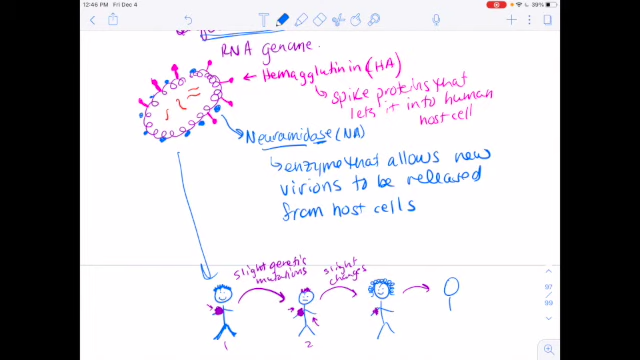 12:46 PM Fri Dec 4
39%
RNA genome.
Hemagglutinin (HA)
spike proteins that
lets it into human
host cell
Neuramidase (NA)
enzyme that allows new
virions to be released
from host cells
slight genetic
mutations
slight
changes
1
2
97
99